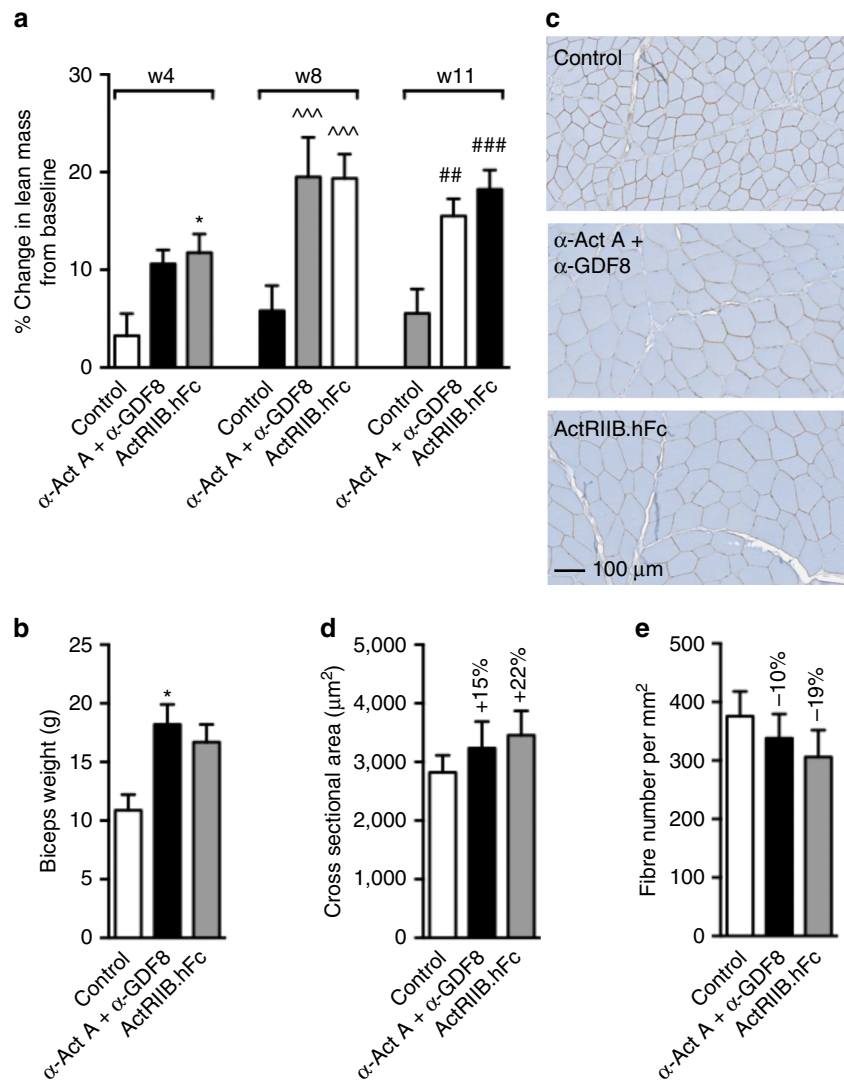 a
30
20
10
0
% Change in lean mass
from baseline
w4
w8
w11
*
^^^
^^^
##
###
Control
α-Act A + α-GDF8
ActRIIB.hFc
Control
α-Act A + α-GDF8
ActRIIB.hFc
Control
α-Act A + α-GDF8
ActRIIB.hFc
c
Control
α-Act A +
α-GDF8
ActRIIB.hFc
100 μm
b
25
20
15
10
5
0
Biceps weight (g)
*
Control
α-Act A + α-GDF8
ActRIIB.hFc
d
5,000
4,000
3,000
2,000
1,000
0
Cross sectional area (μm²)
+15%
+22%
Control
α-Act A + α-GDF8
ActRIIB.hFc
e
500
400
300
200
100
0
Fibre number per mm²
−10%
−19%
Control
α-Act A + α-GDF8
ActRIIB.hFc